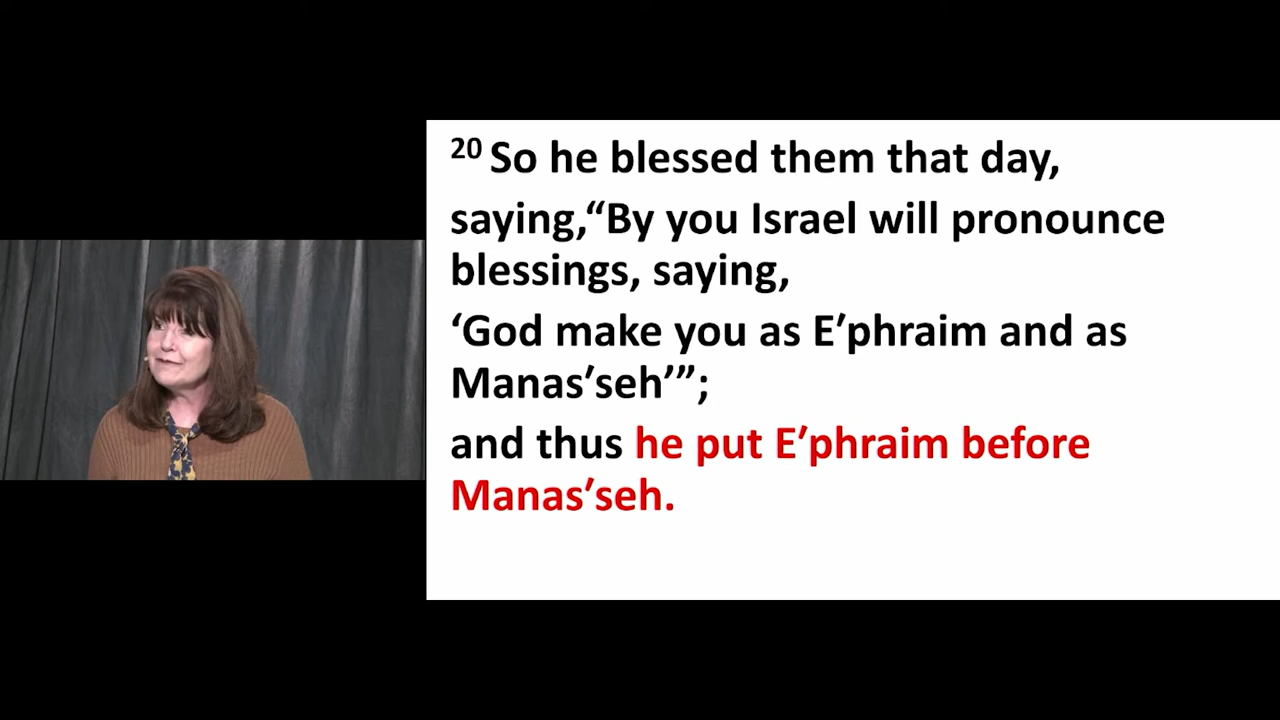 20 So he blessed them that day,
saying,“By you Israel will pronounce
blessings, saying,
‘God make you as E′phraim and as
Manas′seh’”;
and thus he put E′phraim before
Manas′seh.